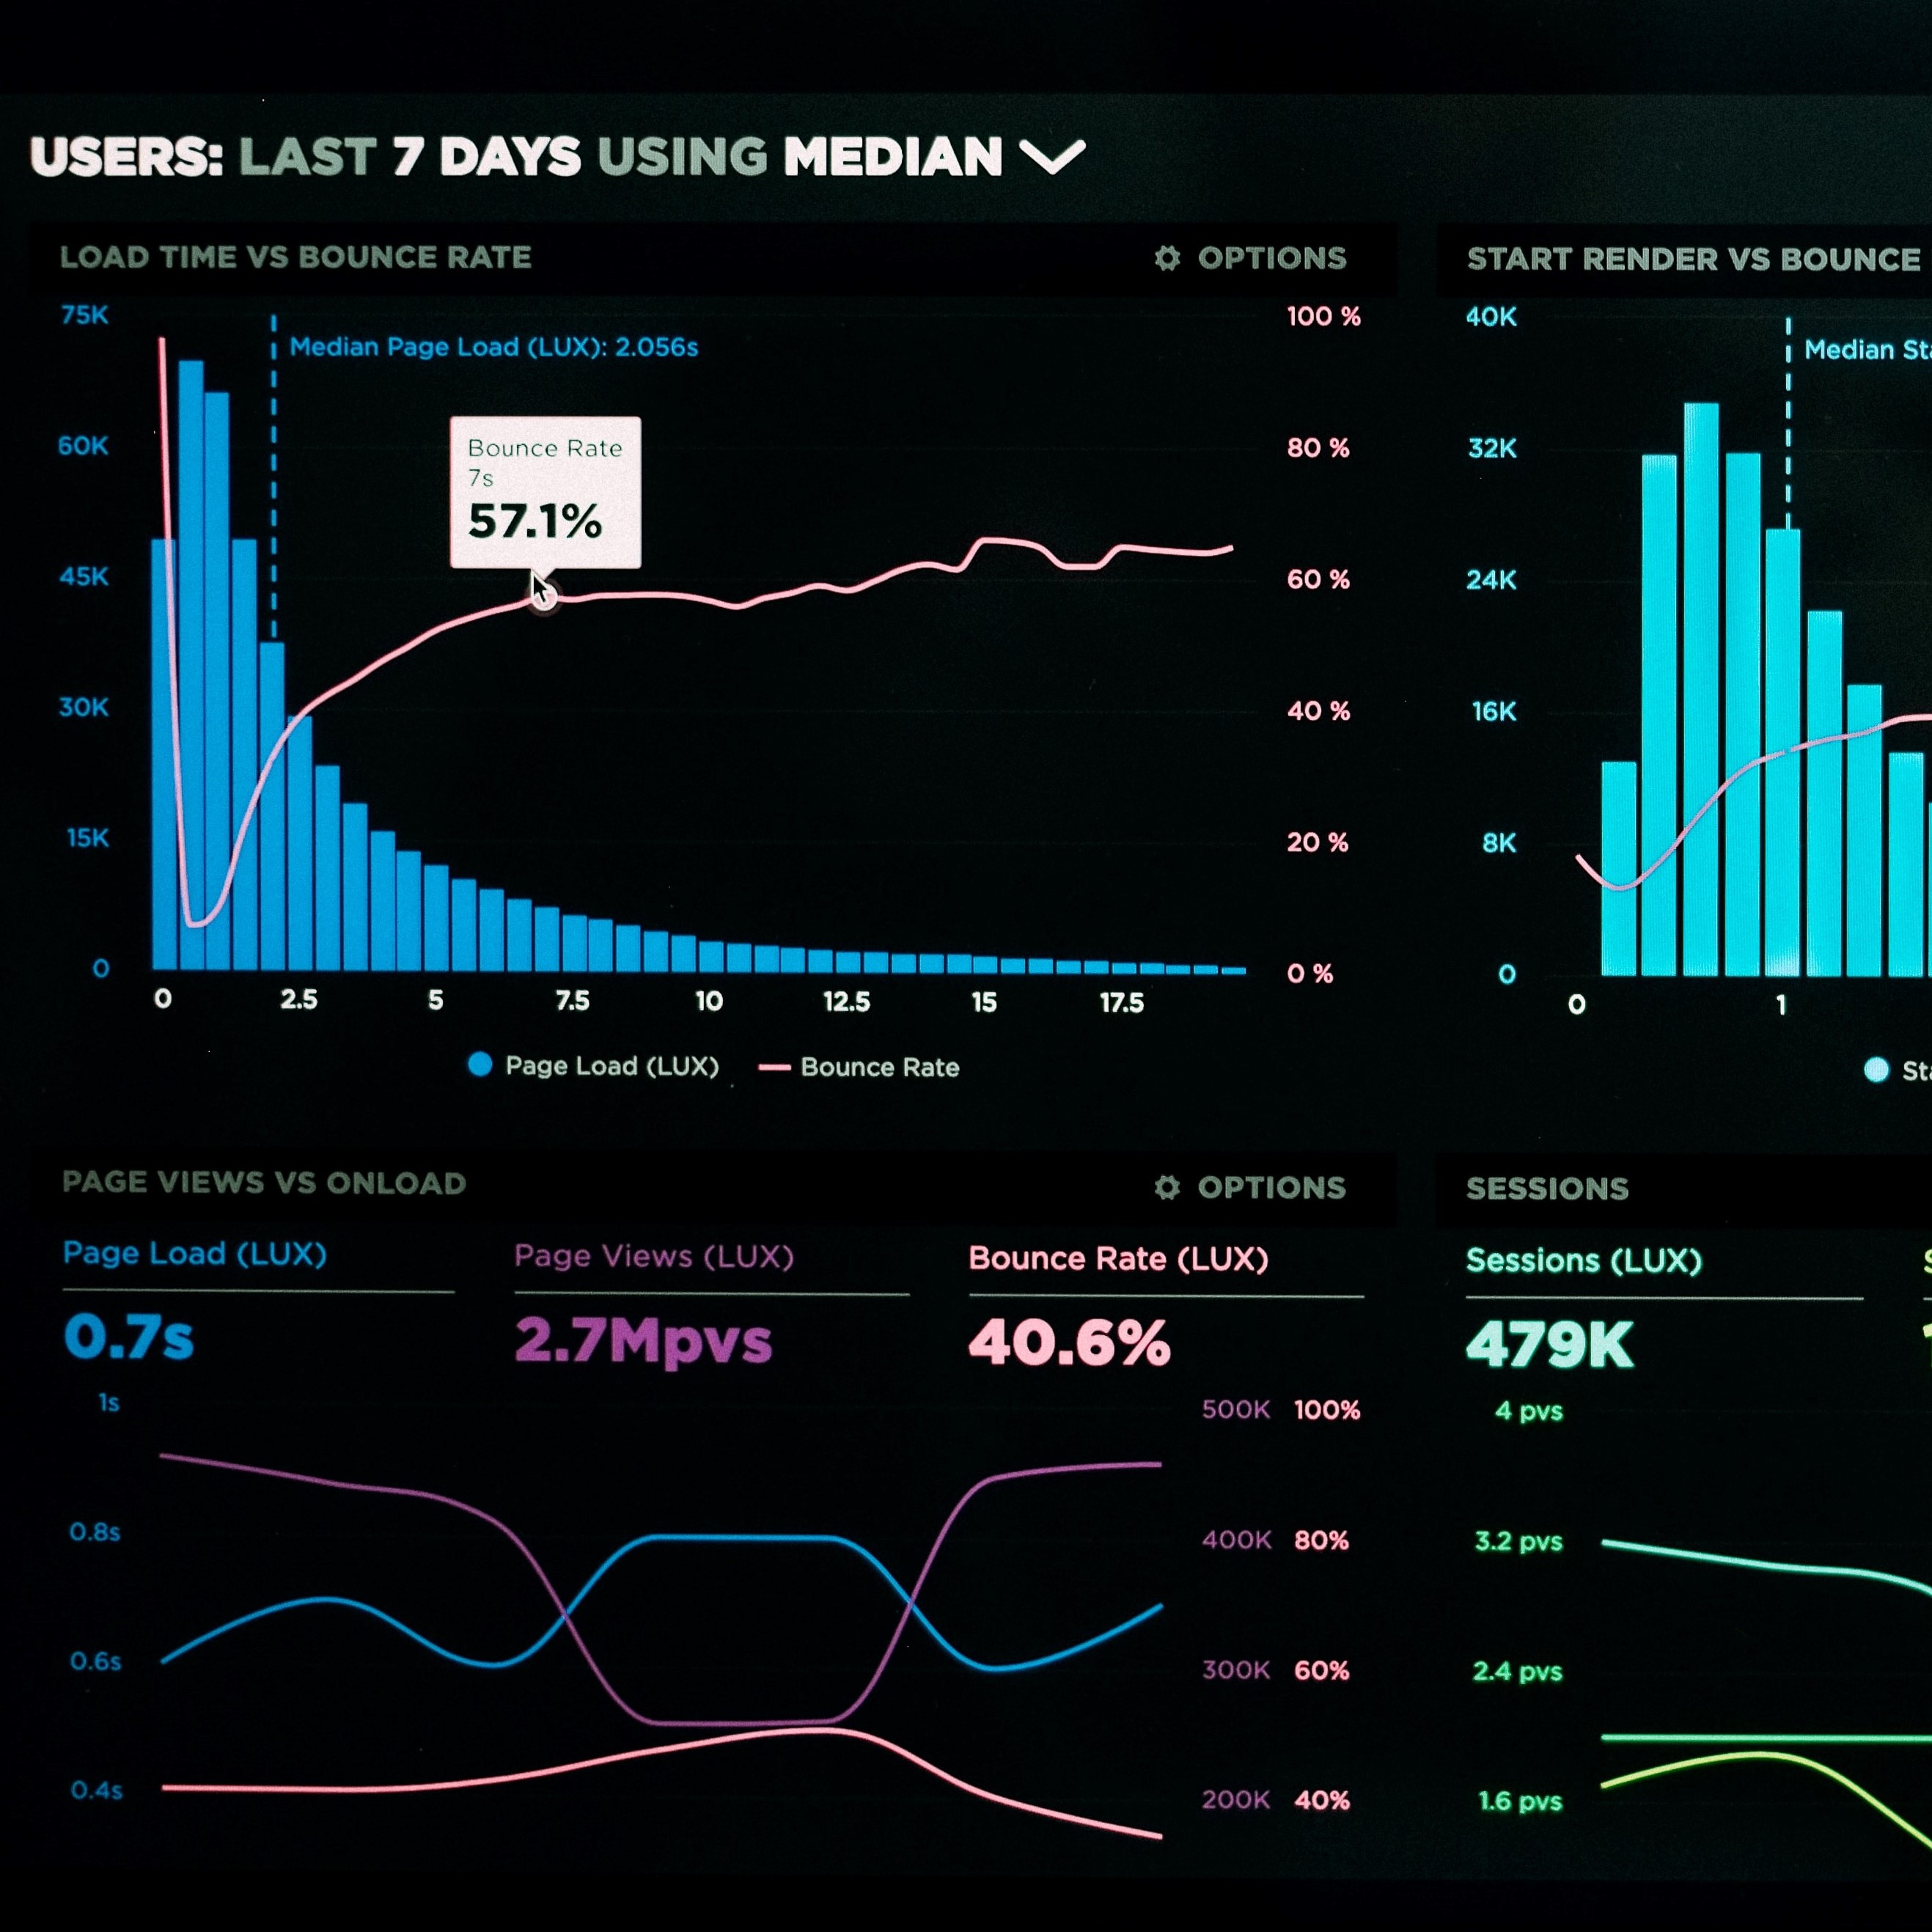 USERS: LAST 7 DAYS USING MEDIAN
LOAD TIME VS BOUNCE RATE
OPTIONS
75K
60K
45K
30K
15K
0
Median Page Load (LUX): 2.056s
Bounce Rate
7s
57.1%
100 %
80 %
60 %
40 %
20 %
0 %
0 2.5 5 7.5 10 12.5 15 17.5
Page Load (LUX) Bounce Rate
START RENDER VS BOUNCE
40K
32K
24K
16K
8K
0
Median
0 1
PAGE VIEWS VS ONLOAD
OPTIONS
Page Load (LUX)
0.7s
Page Views (LUX)
2.7Mpvs
Bounce Rate (LUX)
40.6%
1s
0.8s
0.6s
0.4s
500K 100%
400K 80%
300K 60%
200K 40%
SESSIONS
Sessions (LUX)
479K
4 pvs
3.2 pvs
2.4 pvs
1.6 pvs